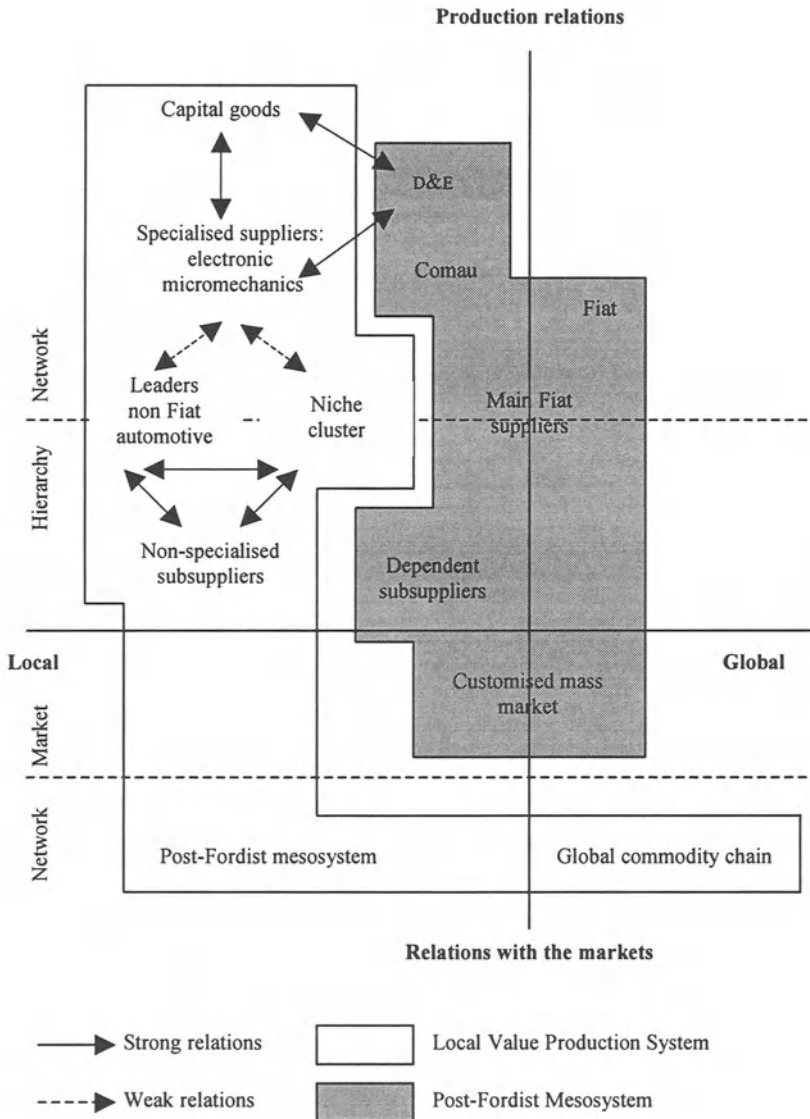 Production relations
Capital goods
D&E
Specialised suppliers:
electronic
micromechanics
Comau
Fiat
Network
Leaders
non Fiat
automotive
Niche
cluster
Main Fiat
suppliers
Hierarchy
Non-specialised
subsuppliers
Dependent
subsuppliers
Local
Global
Customised mass
market
Market
Network
Post-Fordist mesosystem
Global commodity chain
Relations with the markets
Strong relations
Local Value Production System
Weak relations
Post-Fordist Mesosystem